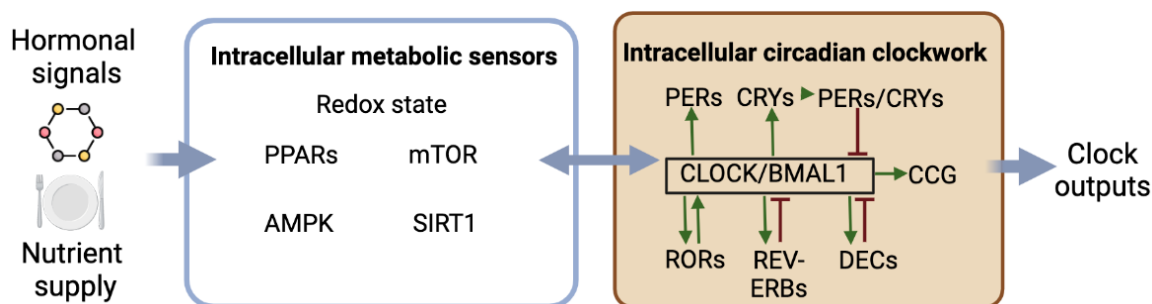 Hormonal
signals
Nutrient
supply
Intracellular metabolic sensors
Redox state
PPARs mTOR
AMPK SIRT1
Intracellular circadian clockwork
PERs CRYs PERs/CRYs
CLOCK/BMAL1 CCG
RORs REV-
ERBs DECs
Clock
outputs